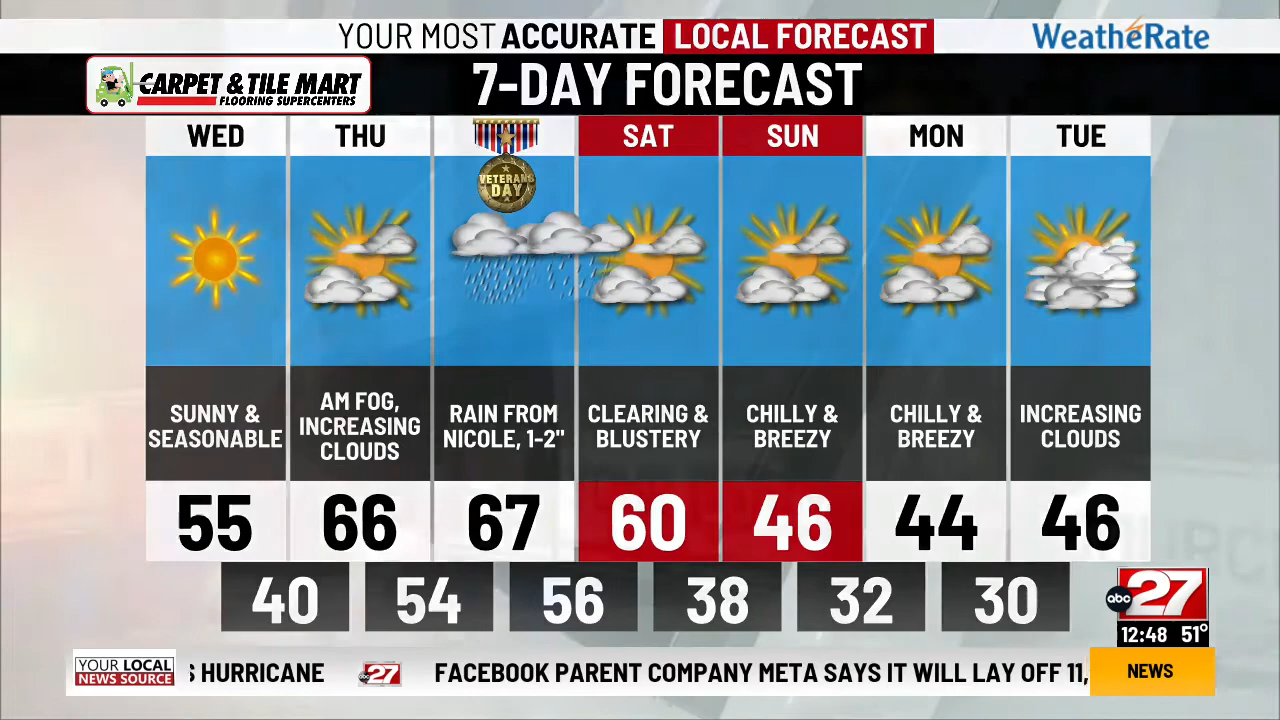 YOUR MOST ACCURATE LOCAL FORECAST
WeatheRate
CARPET & TILE MART
FLOORING SUPERCENTERS
7-DAY FORECAST
WED THU SAT SUN MON TUE
VETERANS
DAY
SUNNY &
SEASONABLE
AM FOG,
INCREASING
CLOUDS
RAIN FROM
NICOLE, 1-2"
CLEARING &
BLUSTERY
CHILLY &
BREEZY
CHILLY &
BREEZY
INCREASING
CLOUDS
55 66 67 60 46 44 46
40 54 56 38 32 30
abc 27
12:48 51°
YOUR LOCAL
NEWS SOURCE
S HURRICANE abc 27 FACEBOOK PARENT COMPANY META SAYS IT WILL LAY OFF 11,
NEWS